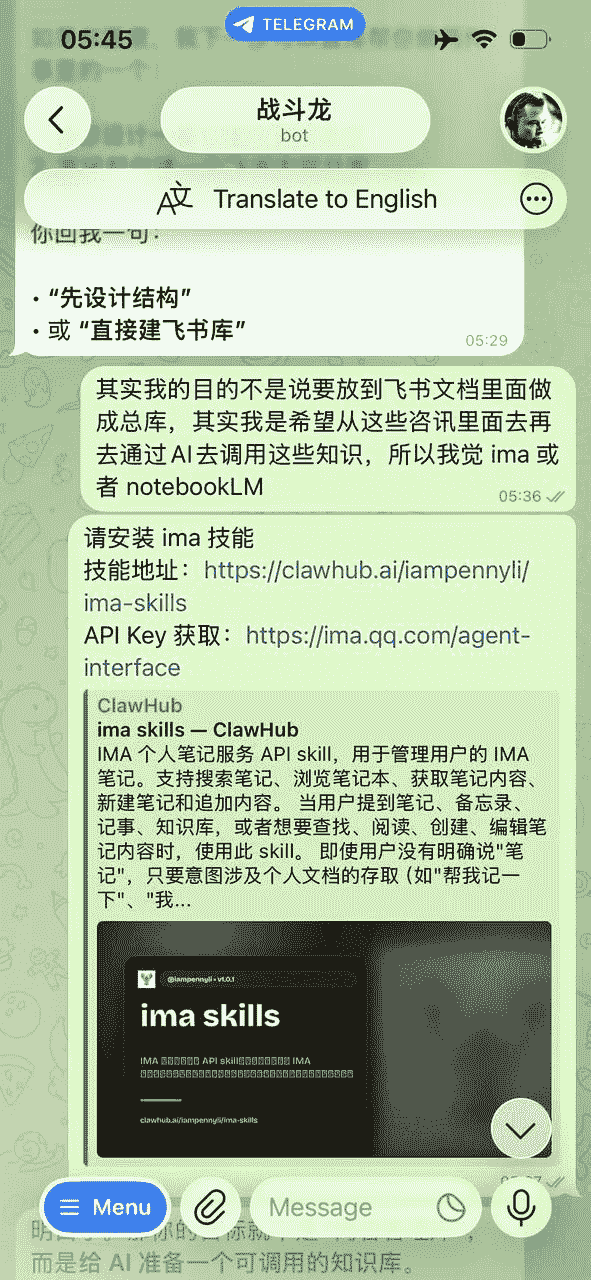 TELEGRAM
05:45
战斗龙
bot
Translate to English
你回我一句：
• “先设计结构”
• 或 “直接建飞书库”
05:29
其实我的目的不是说要放到飞书文档里面做
成总库，其实我是希望从这些咨讯里面去再
去通过AI去调用这些知识，所以我觉 ima 或
者 notebookLM
05:36
请安装 ima 技能
技能地址：https://clawhub.ai/iampennyli/
ima-skills
API Key 获取：https://ima.qq.com/agent-
interface
ClawHub
ima skills — ClawHub
IMA 个人笔记服务 API skill，用于管理用户的 IMA
笔记。支持搜索笔记、浏览笔记本、获取笔记内容、
新建笔记和追加内容。 当用户提到笔记、备忘录、
记事、知识库，或者想要查找、阅读、创建、编辑笔
记内容时，使用此 skill。 即使用户没有明确说"笔
记"，只要意图涉及个人文档的存取 (如"帮我记一
下"、"我...
@iampennyli • v1.0.1
ima skills
IMA API skill IMA
clawhub.ai/iampennyli/ima-skills
Menu
Message
而是给 AI 准备一个可调用的知识库。